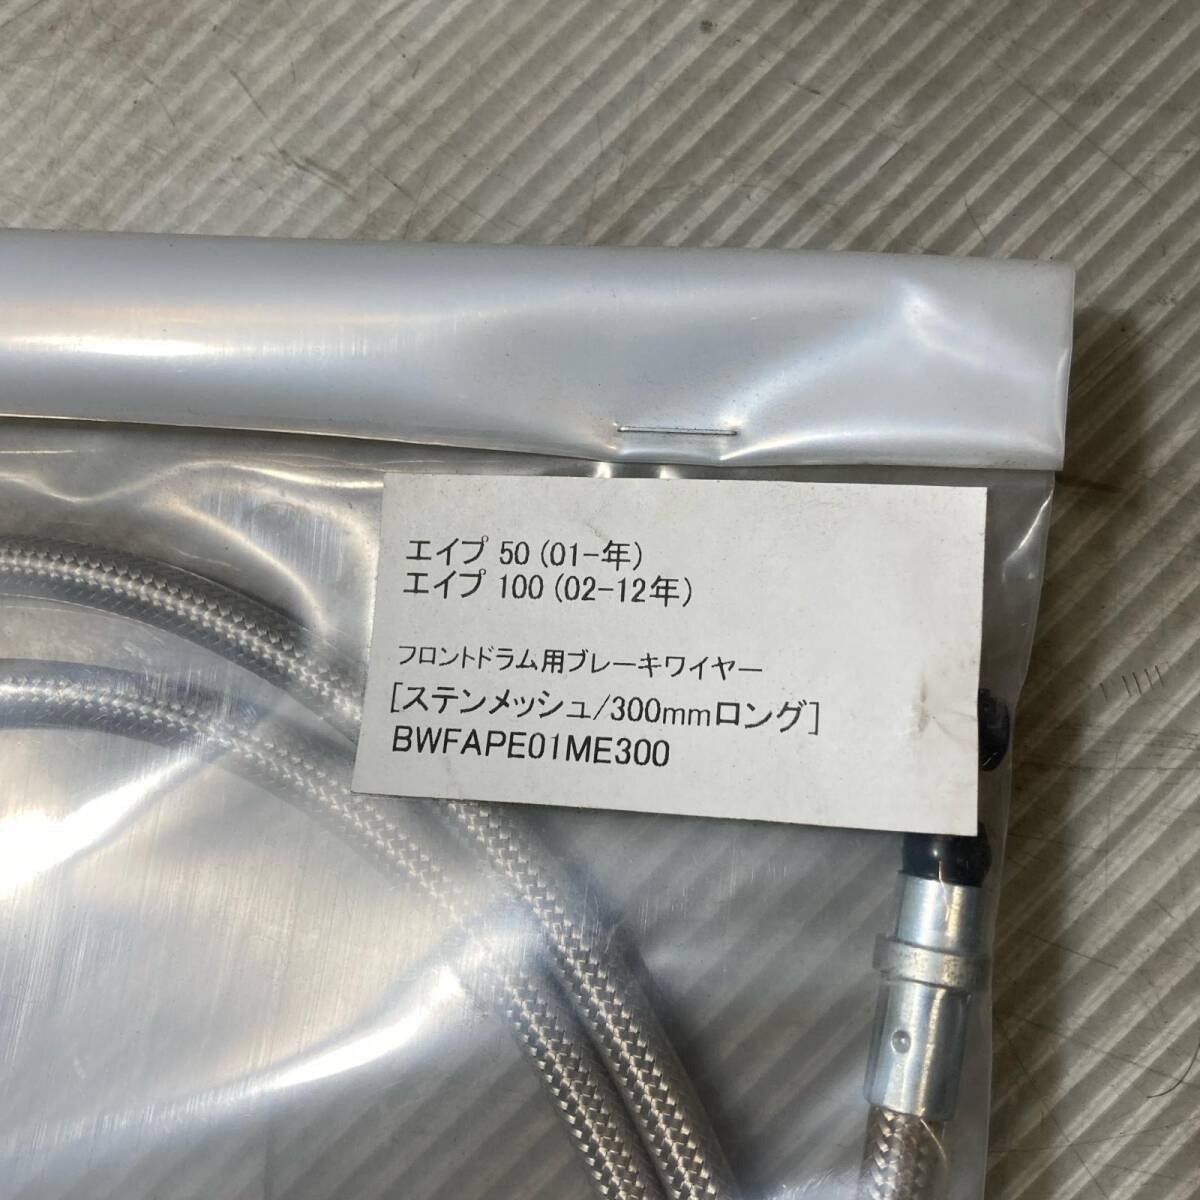 エイプ 50 (01-年)
エイプ 100 (02-12年)
フロントドラム用ブレーキワイヤー
[ステンメッシュ/300mmロング]
BWFAPE01ME300